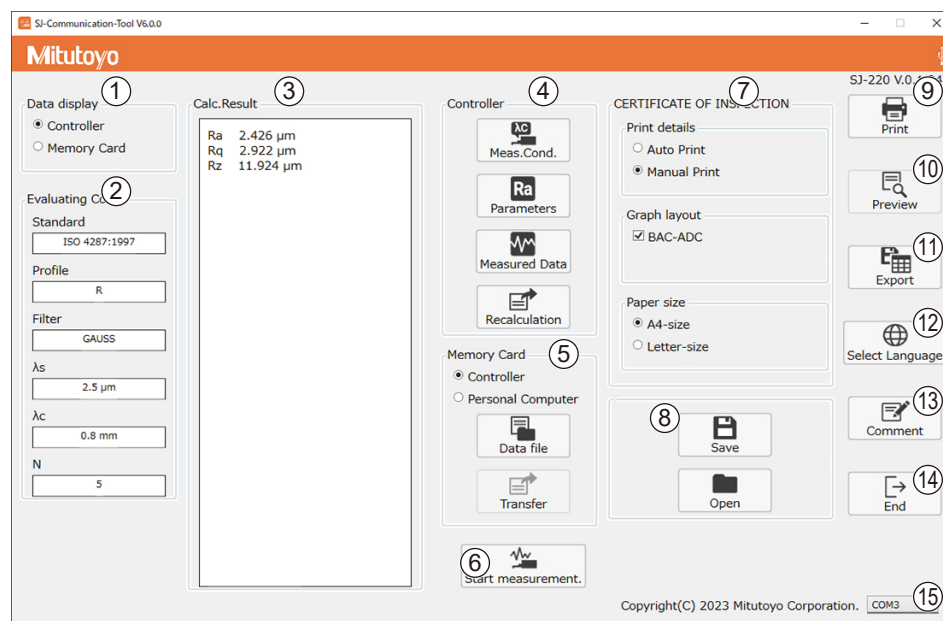 SJ-Communication-Tool V6.0.0
Mitutoyo
SJ-220 V.0.
1
Data display
Controller
Memory Card
2
Evaluating
Standard
ISO 4287:1997
Profile
R
Filter
GAUSS
λs
2.5 μm
λc
0.8 mm
N
5
3
Calc.Result
Ra 2.426 μm
Rq 2.922 μm
Rz 11.924 μm
4
Controller
λC
Meas.Cond.
Ra
Parameters
Measured Data
Recalculation
5
Memory Card
Controller
Personal Computer
Data file
Transfer
6
Start measurement.
7
CERTIFICATE OF INSPECTION
Print details
Auto Print
Manual Print
Graph layout
BAC-ADC
Paper size
A4-size
Letter-size
8
Save
Open
9
Print
10
Preview
11
Export
12
Select Language
13
Comment
14
End
Copyright(C) 2023 Mitutoyo Corporation.
COM3
15